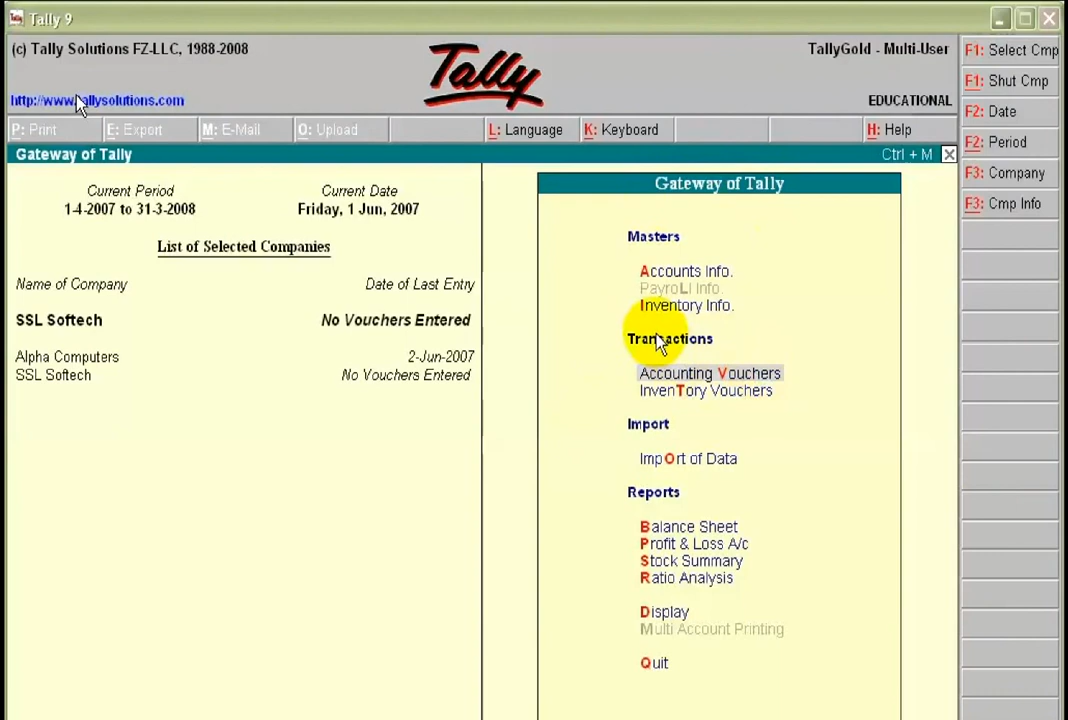 Tally 9
(c) Tally Solutions FZ-LLC, 1988-2008
Tally
TallyGold - Multi-User
http://www.tallysolutions.com
EDUCATIONAL
P: Print E: Export M: E-Mail O: Upload L: Language K: Keyboard H: Help
Gateway of Tally Ctrl + M
Current Period Current Date
1-4-2007 to 31-3-2008 Friday, 1 Jun, 2007
List of Selected Companies
Name of Company Date of Last Entry
SSL Softech No Vouchers Entered
Alpha Computers 2-Jun-2007
SSL Softech No Vouchers Entered
Gateway of Tally
Masters
Accounts Info.
PayroLl Info.
Inventory Info.
Transactions
Accounting Vouchers
InvenTory Vouchers
Import
ImpOrt of Data
Reports
Balance Sheet
Profit & Loss A/c
Stock Summary
Ratio Analysis
Display
Multi Account Printing
Quit
F1: Select Cmp
F1: Shut Cmp
F2: Date
F2: Period
F3: Company
F3: Cmp Info